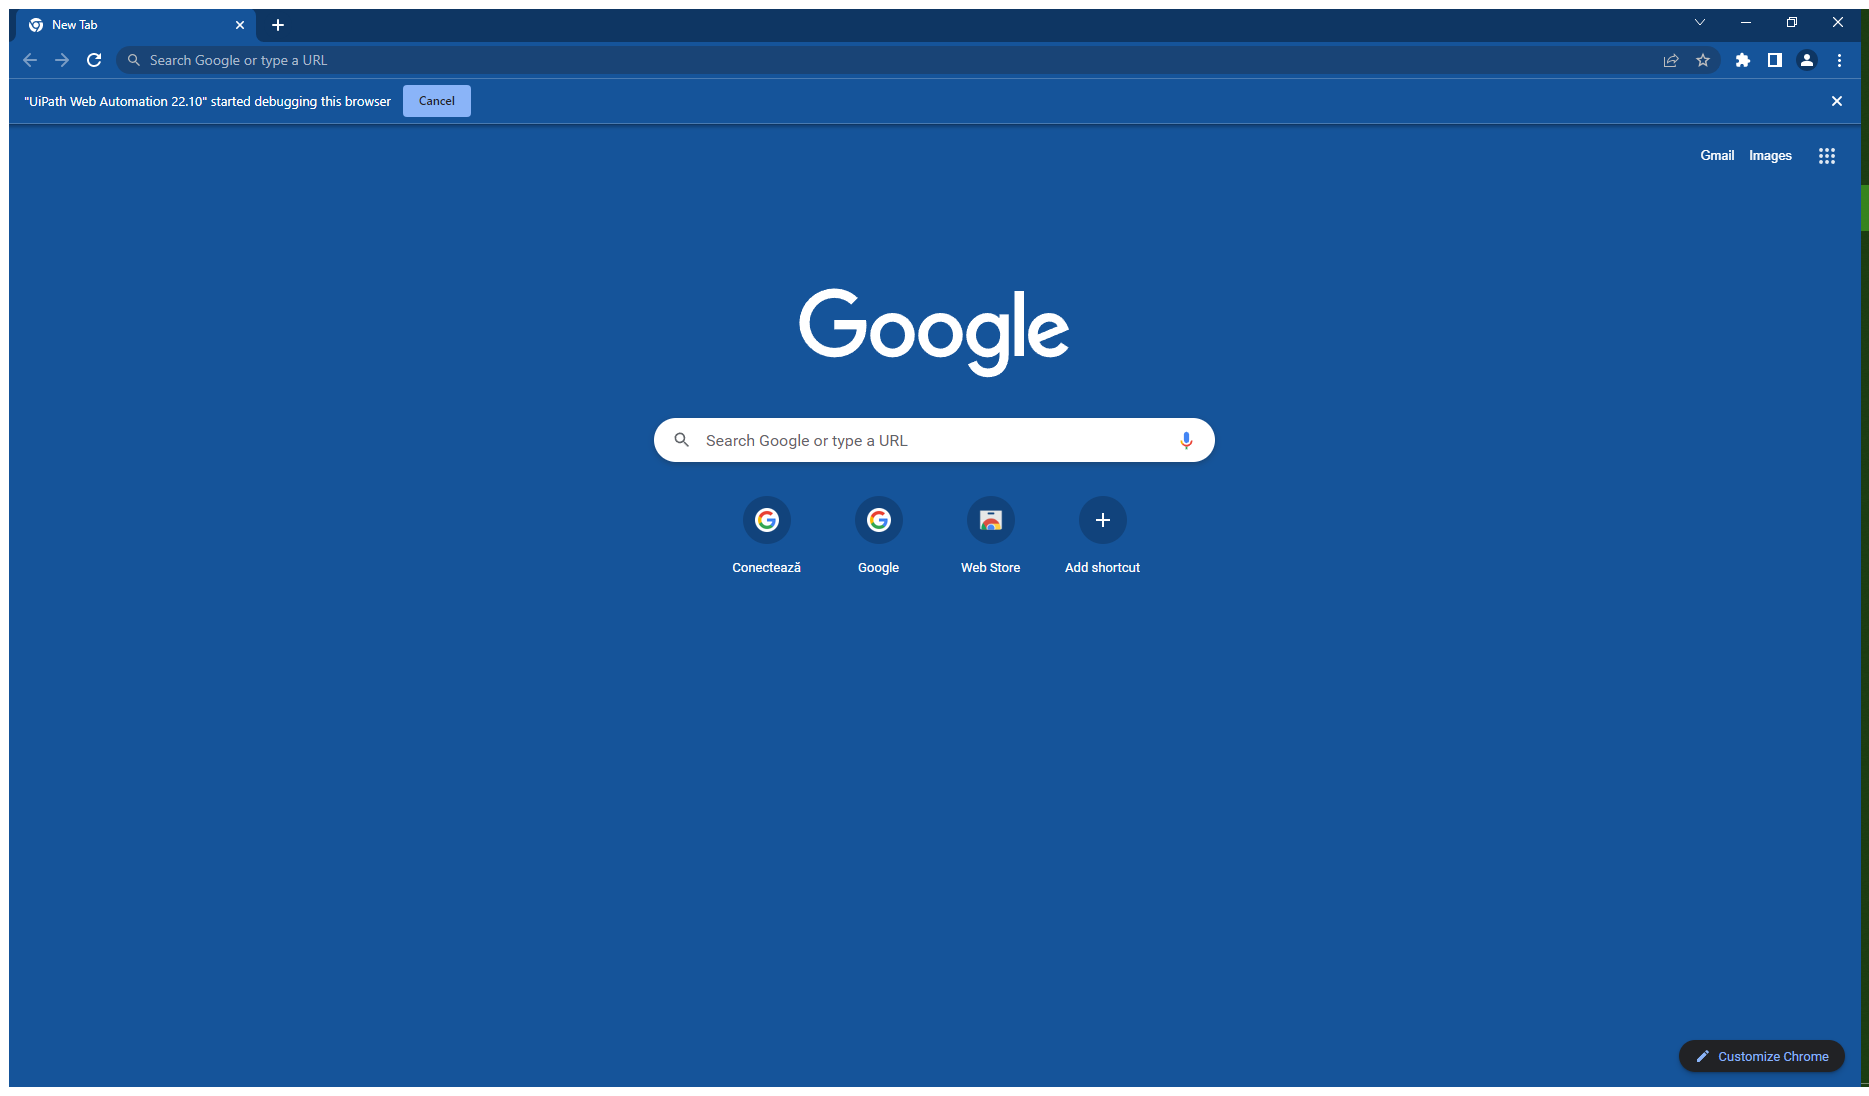 New Tab
Search Google or type a URL
"UiPath Web Automation 22.10" started debugging this browser Cancel
Gmail Images
Google
Search Google or type a URL
Conectează Google Web Store Add shortcut
Customize Chrome